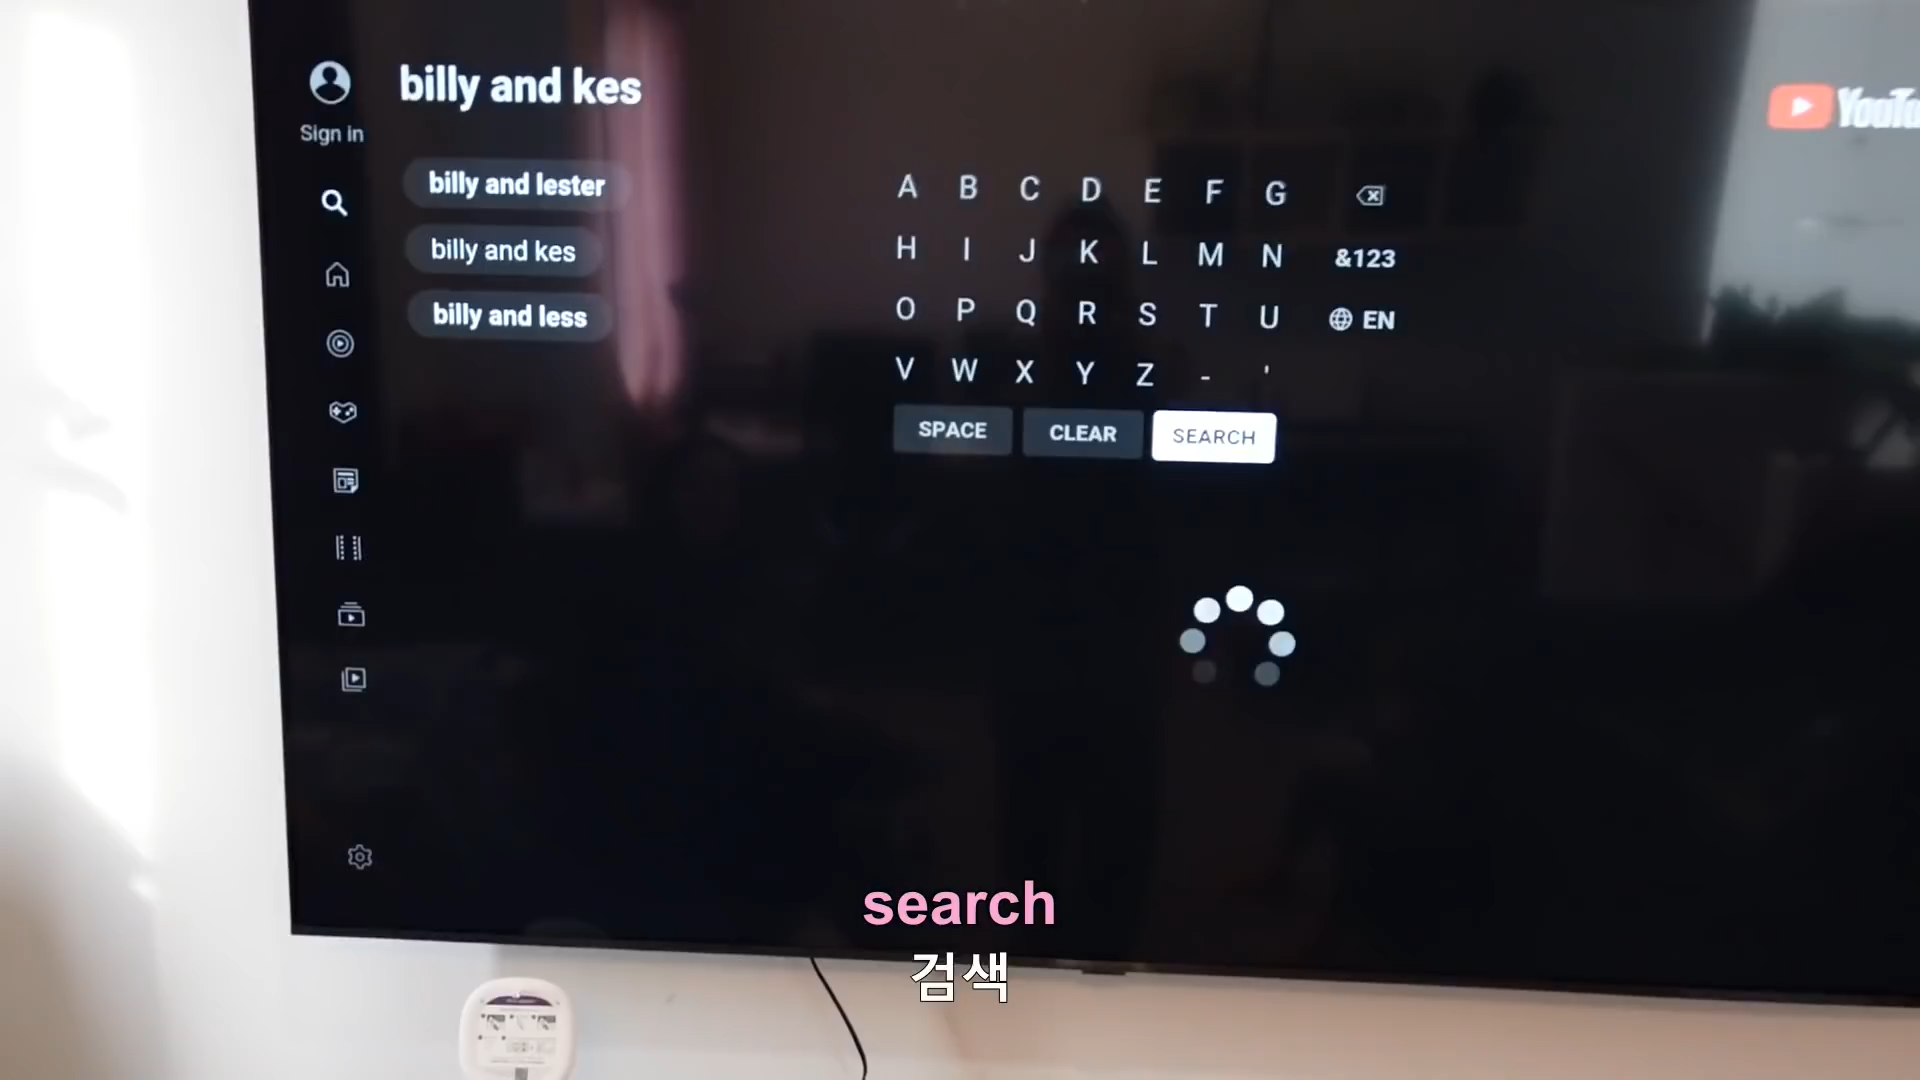 billy and kes
Sign in
billy and lester
billy and kes
billy and less
A B C D E F G
H I J K L M N &123
O P Q R S T U EN
V W X Y Z - '
SPACE CLEAR SEARCH
search
검색